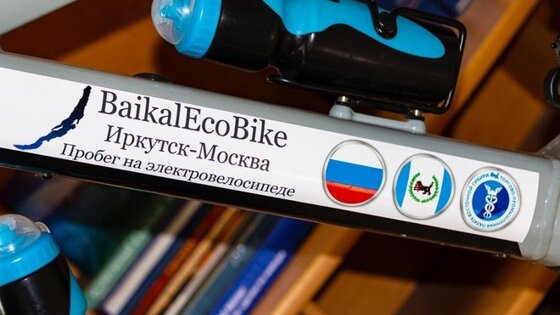 BaikalEcoBike
Иркутск-Москва
Пробег на электровелосипеде